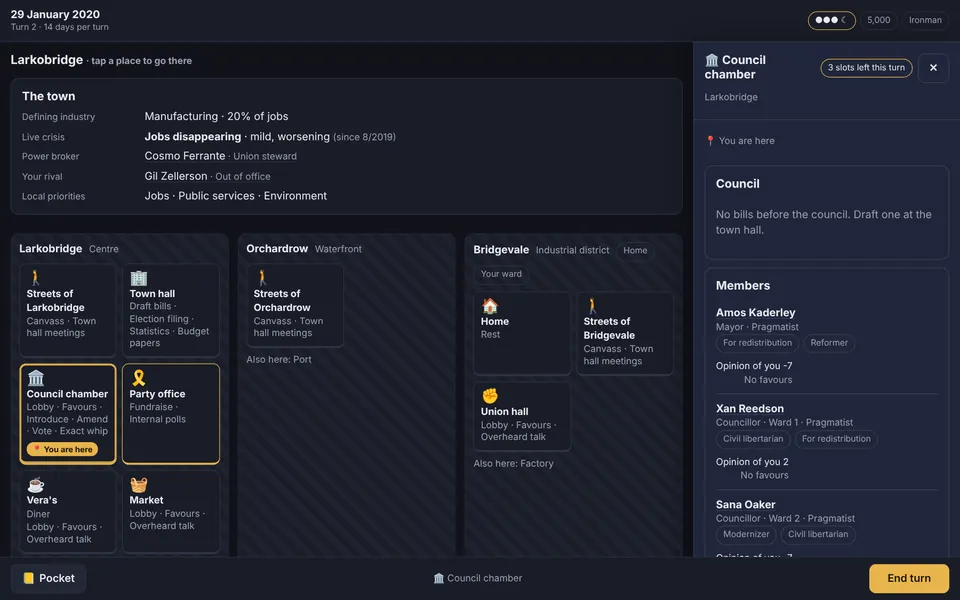 29 January 2020
Turn 2 · 14 days per turn
5,000
Ironman
Larkobridge · tap a place to go there
The town
Defining industry
Manufacturing · 20% of jobs
Live crisis
Jobs disappearing · mild, worsening (since 8/2019)
Power broker
Cosmo Ferrante · Union steward
Your rival
Gil Zellerson · Out of office
Local priorities
Jobs · Public services · Environment
Larkobridge Centre
Streets of
Larkobridge
Canvass · Town
hall meetings
Town hall
Draft bills ·
Election filing ·
Statistics · Budget
papers
Council chamber
Lobby · Favours ·
Introduce · Amend
· Vote · Exact whip
You are here
Party office
Fundraise ·
Internal polls
Vera's
Diner
Lobby · Favours ·
Overheard talk
Market
Lobby · Favours ·
Overheard talk
Orchardrow Waterfront
Streets of
Orchardrow
Canvass · Town
hall meetings
Also here: Port
Bridgevale Industrial district Home
Your ward
Home
Rest
Streets of
Bridgevale
Canvass · Town
hall meetings
Union hall
Lobby · Favours ·
Overheard talk
Also here: Factory
Council
chamber
3 slots left this turn
×
Larkobridge
You are here
Council
No bills before the council. Draft one at the
town hall.
Members
Amos Kaderley
Mayor · Pragmatist
For redistribution
Reformer
Opinion of you -7
No favours
Xan Reedson
Councillor · Ward 1 · Pragmatist
Civil libertarian
For redistribution
Opinion of you 2
No favours
Sana Oaker
Councillor · Ward 2 · Pragmatist
Modernizer
Civil libertarian
Opinion of you -7
Pocket
Council chamber
End turn